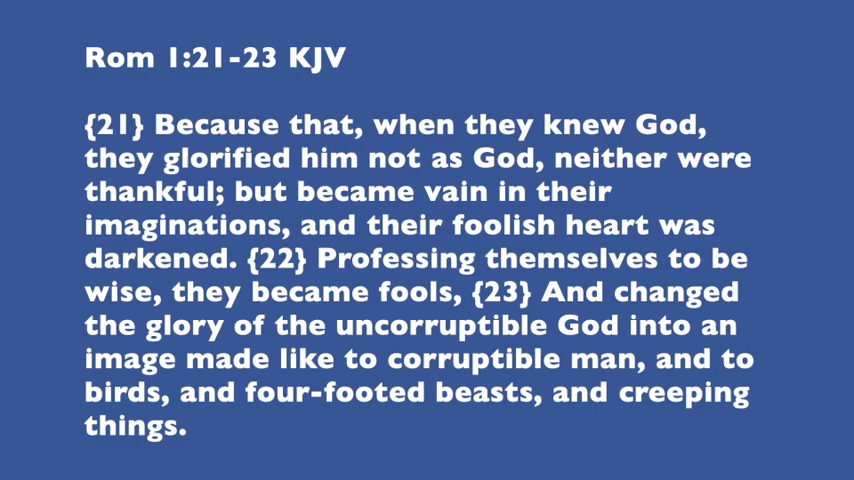 Rom 1:21-23 KJV
{21} Because that, when they knew God,
they glorified him not as God, neither were
thankful; but became vain in their
imaginations, and their foolish heart was
darkened. {22} Professing themselves to be
wise, they became fools, {23} And changed
the glory of the uncorruptible God into an
image made like to corruptible man, and to
birds, and four-footed beasts, and creeping
things.